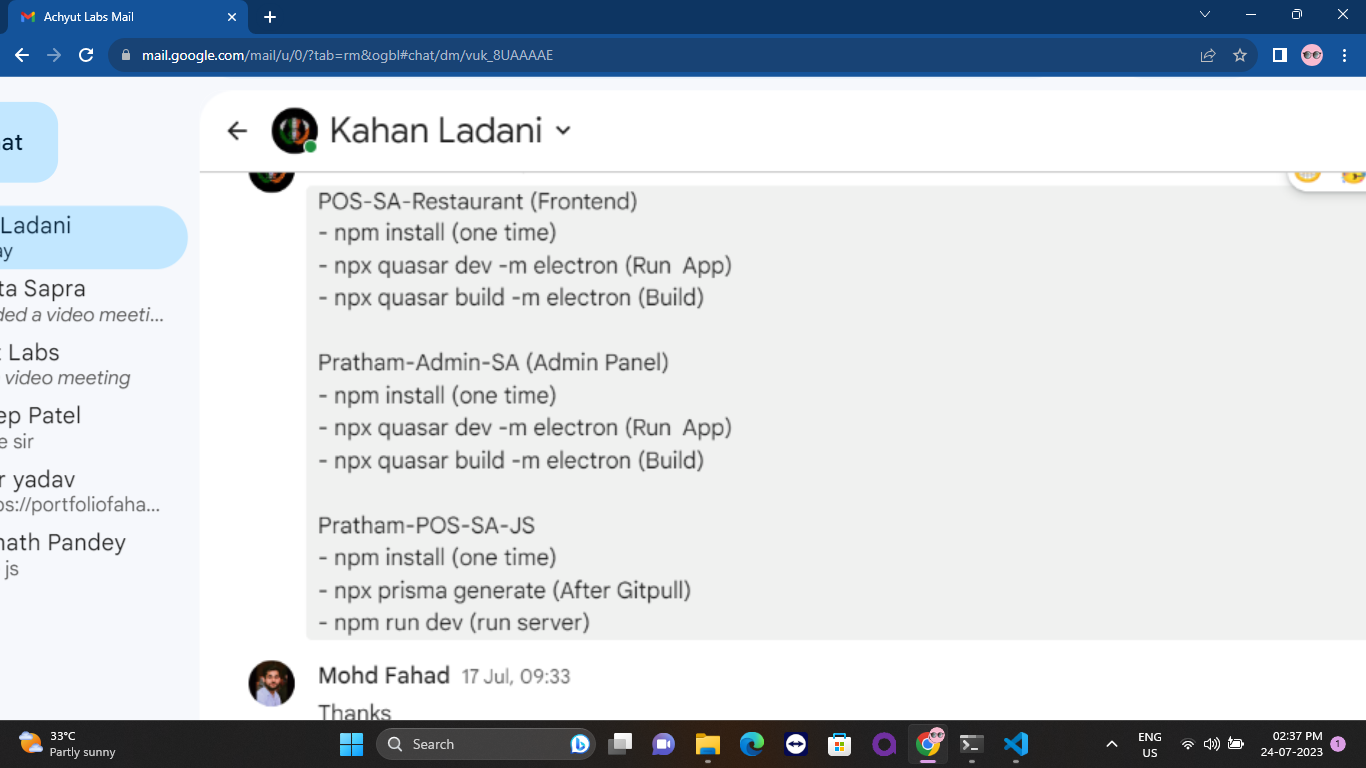 Achyut Labs Mail
mail.google.com/mail/u/0/?tab=rm&ogbl#chat/dm/vuk_8UAAAAE
at
Ladani
ay
ta Sapra
ded a video meeti...
t Labs
video meeting
ep Patel
e sir
r yadav
os://portfoliofaha...
nath Pandey
js
Kahan Ladani
POS-SA-Restaurant (Frontend)
- npm install (one time)
- npx quasar dev -m electron (Run  App)
- npx quasar build -m electron (Build)
Pratham-Admin-SA (Admin Panel)
- npm install (one time)
- npx quasar dev -m electron (Run  App)
- npx quasar build -m electron (Build)
Pratham-POS-SA-JS
- npm install (one time)
- npx prisma generate (After Gitpull)
- npm run dev (run server)
Mohd Fahad 17 Jul, 09:33
Thanks
33°C
Partly sunny
Search
ENG
US
02:37 PM
24-07-2023
1